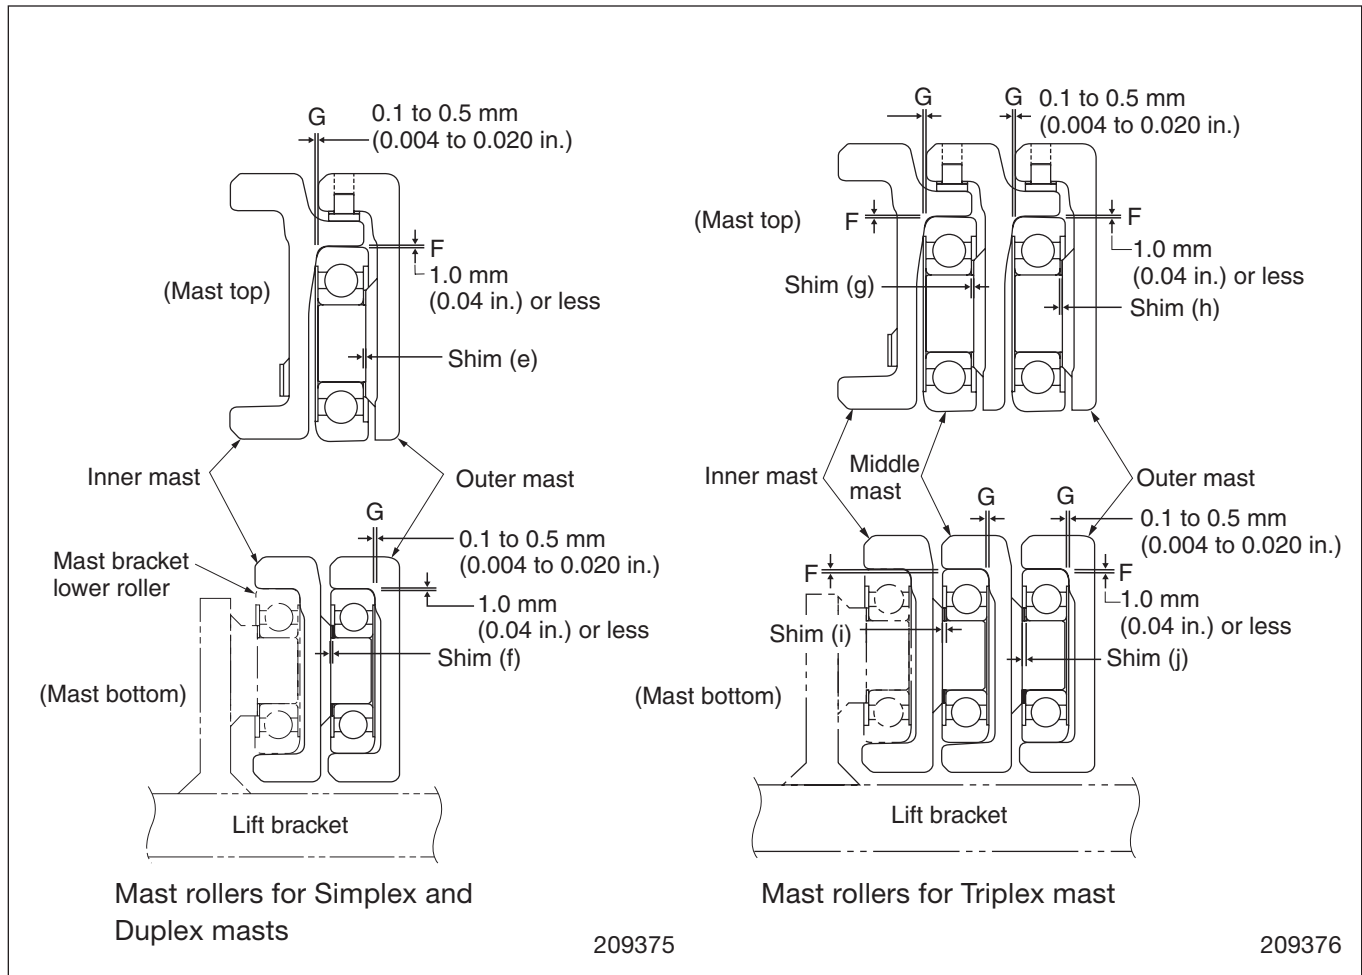 G
0.1 to 0.5 mm
(0.004 to 0.020 in.)
F
1.0 mm
(0.04 in.) or less
(Mast top)
Shim (e)
Inner mast
Outer mast
G
0.1 to 0.5 mm
(0.004 to 0.020 in.)
Mast bracket
lower roller
1.0 mm
(0.04 in.) or less
Shim (f)
(Mast bottom)
Lift bracket
Mast rollers for Simplex and
Duplex masts
209375
G
G
0.1 to 0.5 mm
(0.004 to 0.020 in.)
(Mast top)
F
F
1.0 mm
(0.04 in.) or less
Shim (g)
Shim (h)
Inner mast
Middle
mast
Outer mast
G
G
0.1 to 0.5 mm
(0.004 to 0.020 in.)
F
F
1.0 mm
(0.04 in.) or less
Shim (i)
Shim (j)
(Mast bottom)
Lift bracket
Mast rollers for Triplex mast
209376